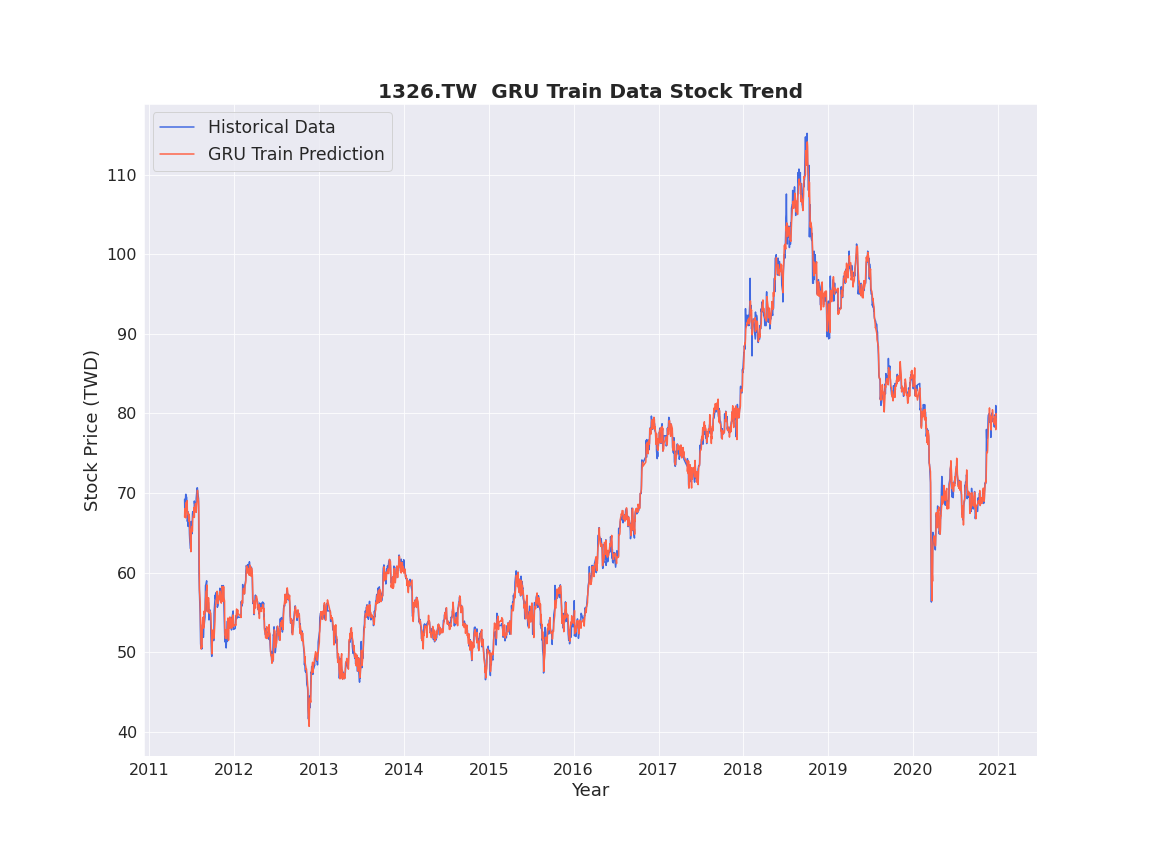 1326.TW  GRU Train Data Stock Trend
Historical Data
GRU Train Prediction
Stock Price (TWD)
110
100
90
80
70
60
50
40
2011 2012 2013 2014 2015 2016 2017 2018 2019 2020 2021
Year